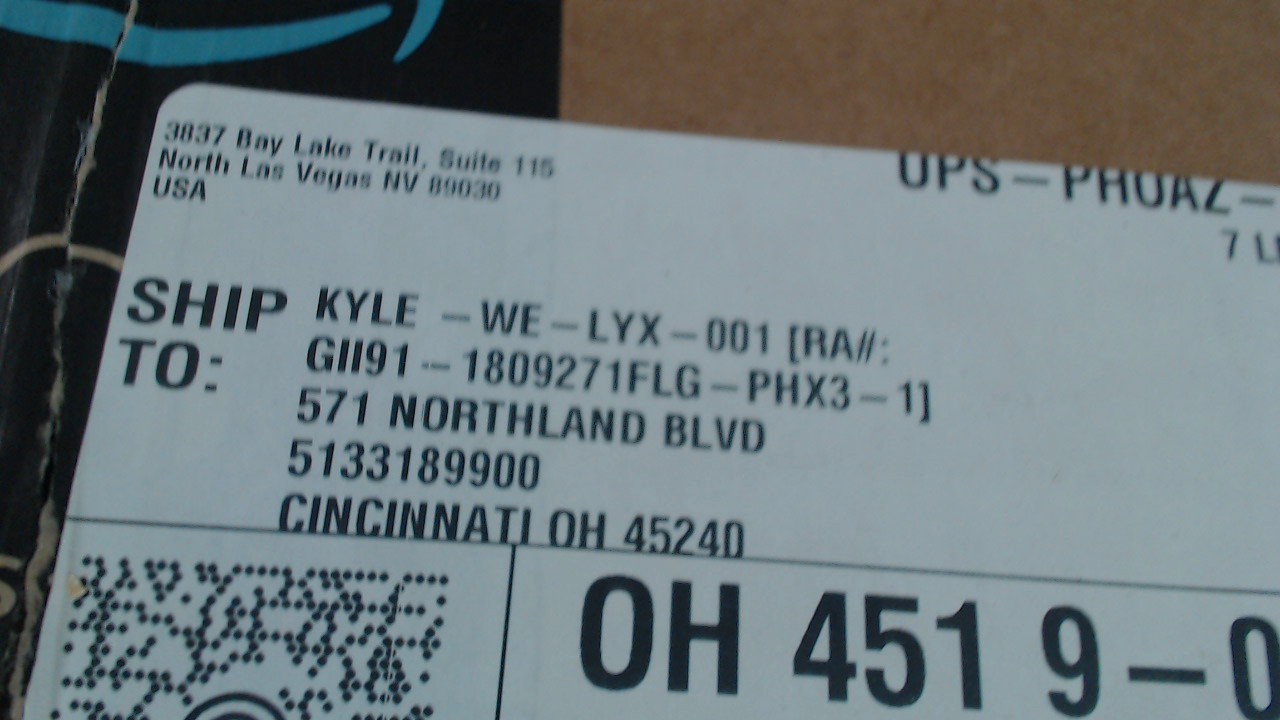 3837 Bay Lake Trail, Suite 115
North Las Vegas NV 89030
USA
UPS-PHOAZ-
7
SHIP TO:
KYLE -WE-LYX-001 [RA//:
GII91--1809271FLG-PHX3-1]
571 NORTHLAND BLVD
5133189900
CINCINNATI OH 45240
OH 451 9-0